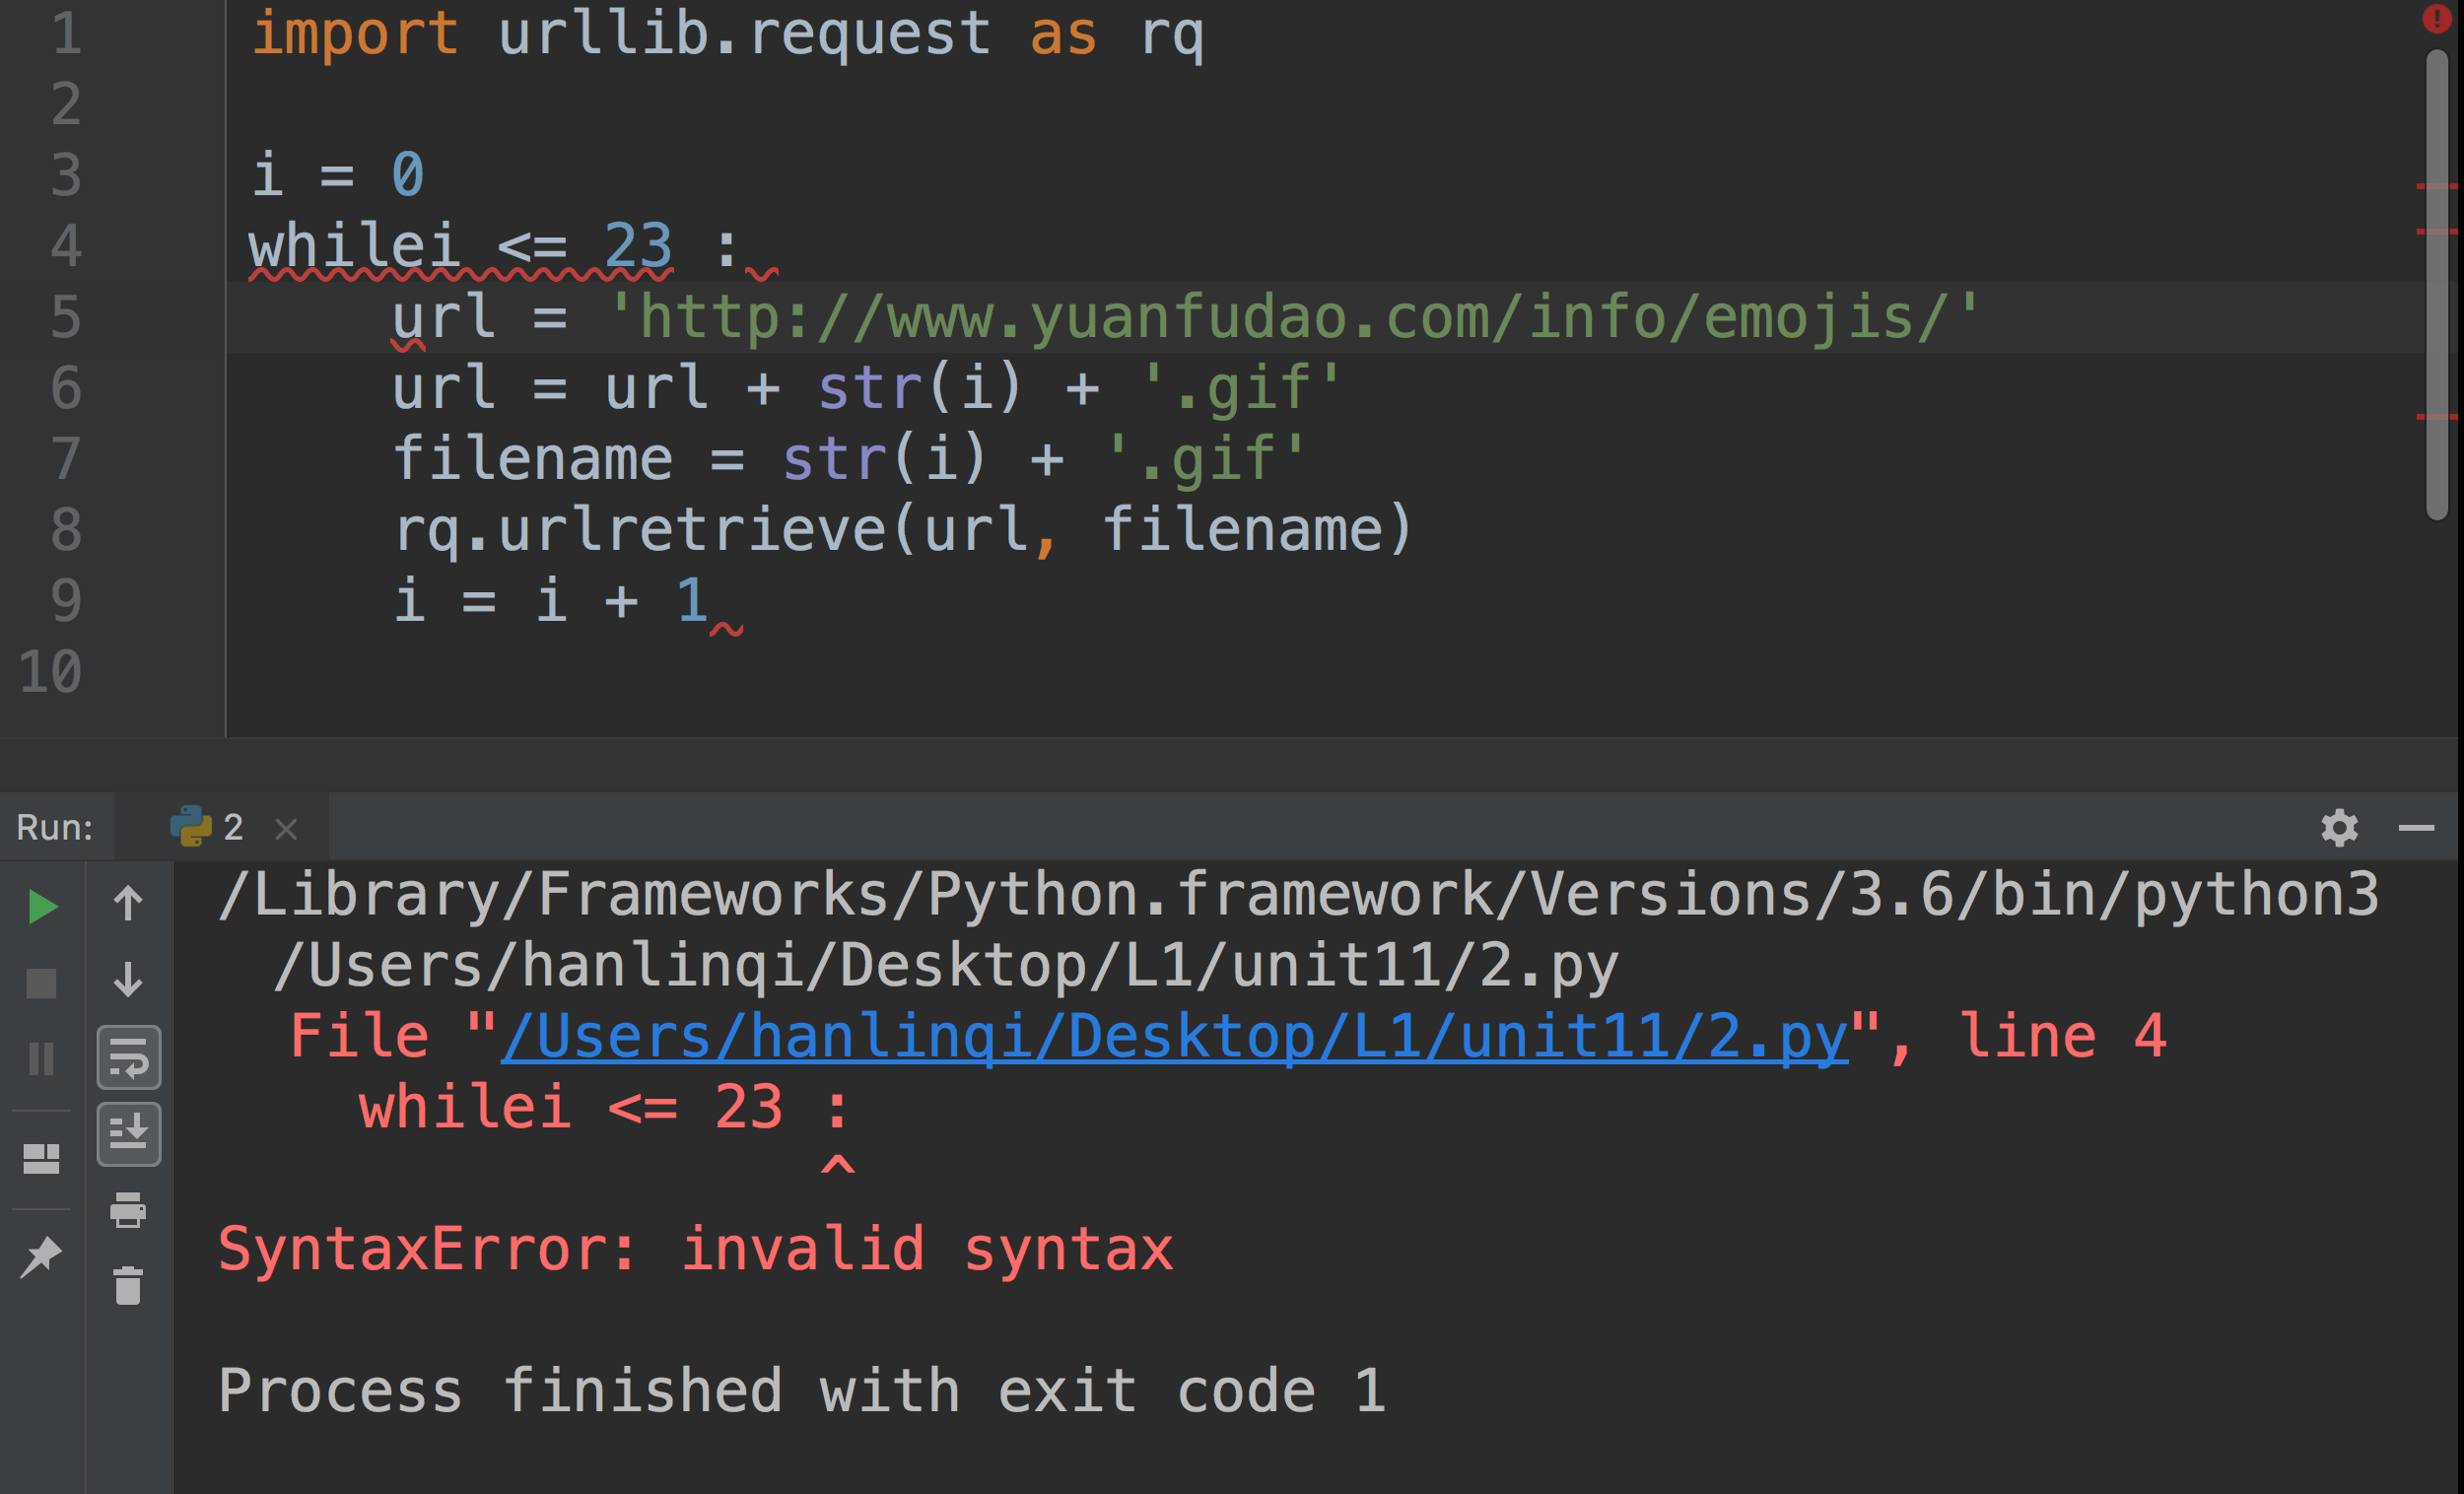 1 import urllib.request as rq
2
3 i = 0
4 whilei <= 23 :
5     url = 'http://www.yuanfudao.com/info/emojis/'
6     url = url + str(i) + '.gif'
7     filename = str(i) + '.gif'
8     rq.urlretrieve(url, filename)
9     i = i + 1
10
Run: 2
/Library/Frameworks/Python.framework/Versions/3.6/bin/python3
/Users/hanlinqi/Desktop/L1/unit11/2.py
File "/Users/hanlinqi/Desktop/L1/unit11/2.py", line 4
whilei <= 23 :
^
SyntaxError: invalid syntax
Process finished with exit code 1